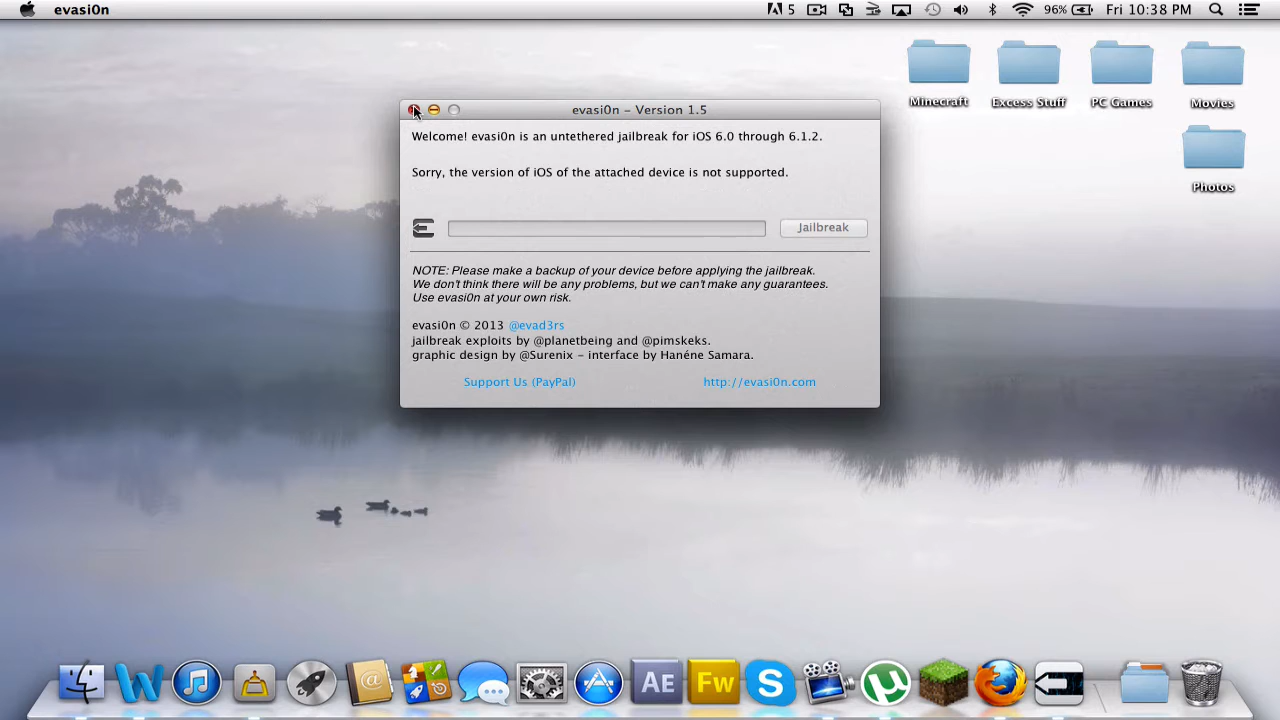 evasi0n
5
96%
Fri 10:38 PM
Minecraft
Excess Stuff
PC Games
Movies
Photos
evasi0n – Version 1.5
Welcome! evasi0n is an untethered jailbreak for iOS 6.0 through 6.1.2.
Sorry, the version of iOS of the attached device is not supported.
Jailbreak
NOTE: Please make a backup of your device before applying the jailbreak.
We don't think there will be any problems, but we can't make any guarantees.
Use evasi0n at your own risk.
evasi0n © 2013 @evad3rs
jailbreak exploits by @planetbeing and @pimskeks.
graphic design by @Surenix – interface by Hanéne Samara.
Support Us (PayPal)
http://evasi0n.com
W
@
AE
Fw
S
µ